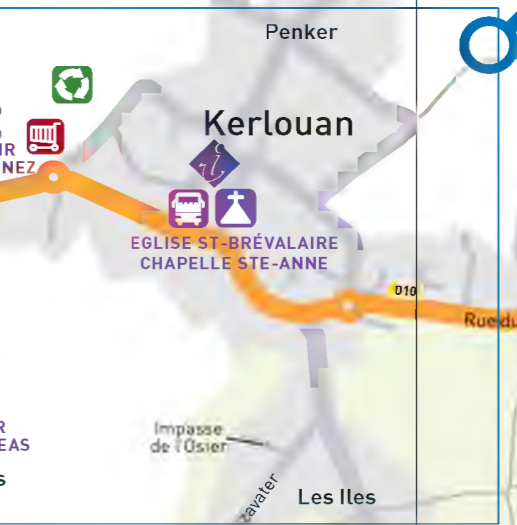 Penker
Kerlouan
NEZ
EGLISE ST-BRÉVALAIRE
CHAPELLE STE-ANNE
D10
Rue du
Impasse
de l'Osier
EAS
Les Iles